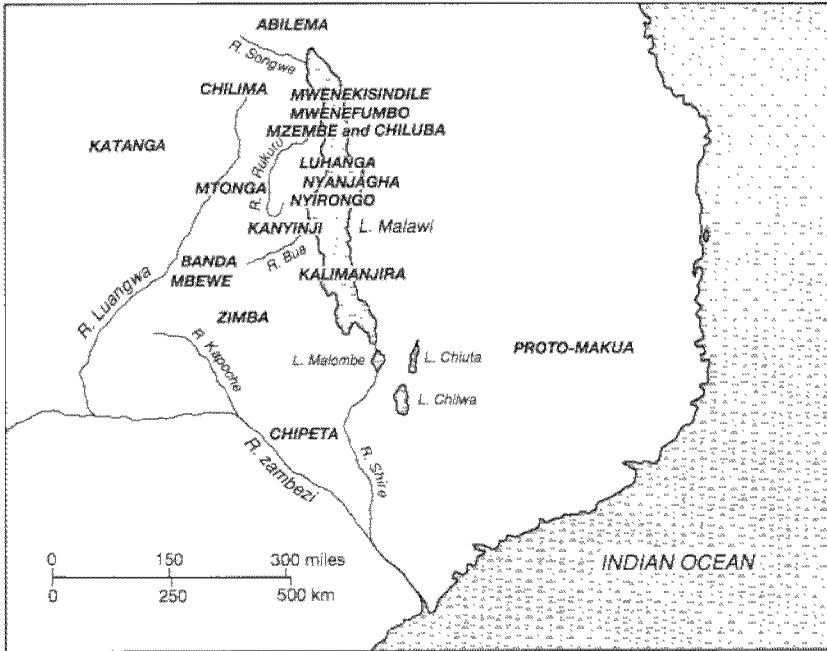 ABILEMA
R. Songwe
CHILIMA
MWENEKISINDILE
MWENEFUMBO
MZEMBE and CHILUBA
KATANGA
R. Rukuru
LUHANGA
MTONGA
NYANJAGHA
NYIRONGO
KANYINJI
L. Malawi
BANDA
R. Bua
MBEWE
KALIMANJIRA
R. Luangwa
ZIMBA
R. Kapoche
L. Malombe
L. Chiuta
PROTO-MAKUA
L. Chilwa
CHIPETA
R. zambezi
R. Shire
0 150 300 miles
0 250 500 km
INDIAN OCEAN